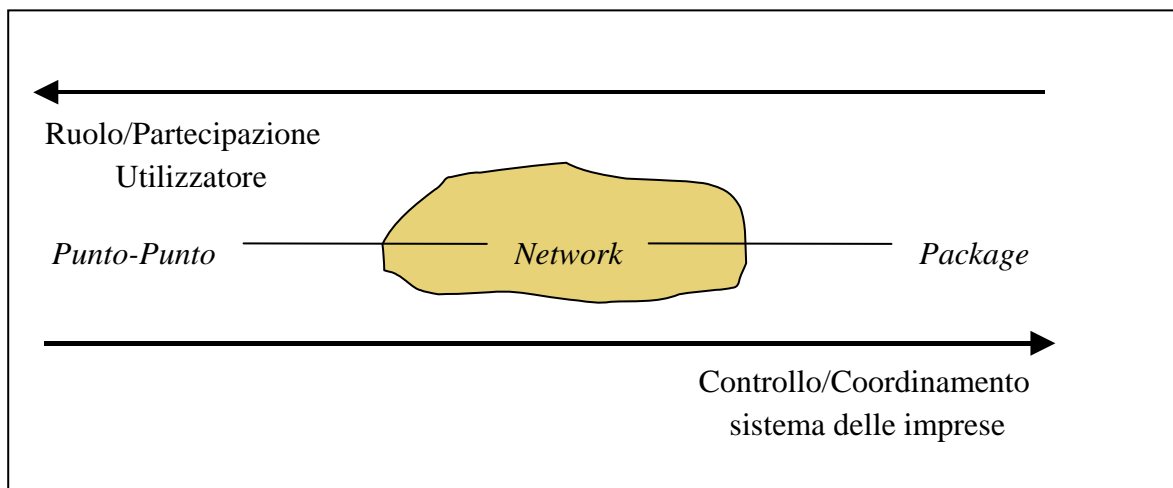 Ruolo/Partecipazione
Utilizzatore
Punto-Punto Network Package
Controllo/Coordinamento
sistema delle imprese